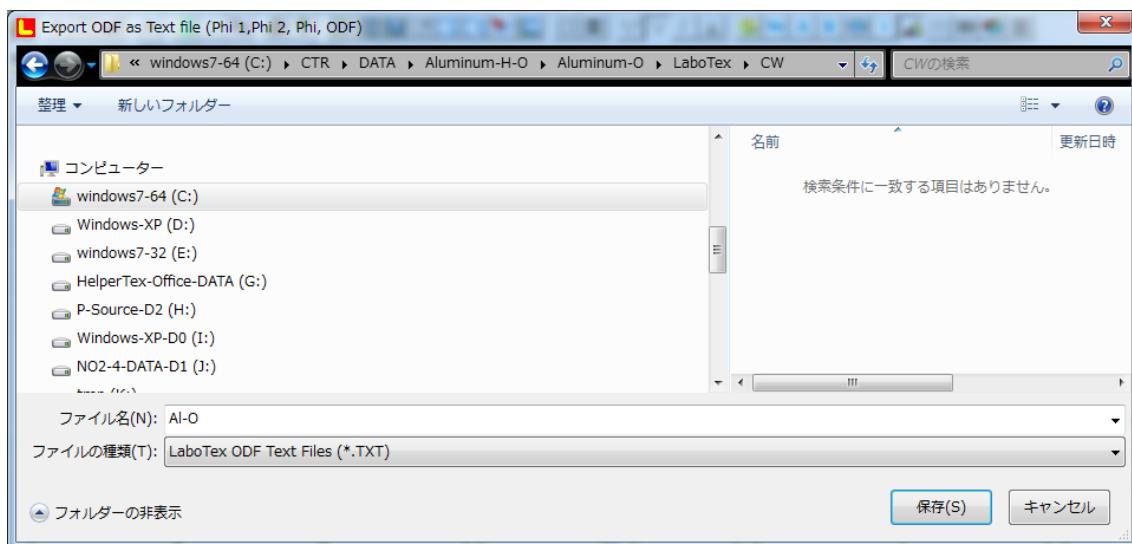 Export ODF as Text file (Phi 1,Phi 2, Phi, ODF)
« windows7-64 (C:) ▸ CTR ▸ DATA ▸ Aluminum-H-O ▸ Aluminum-O ▸ LaboTex ▸ CW
CWの検索
整理 新しいフォルダー
名前 更新日時
検索条件に一致する項目はありません。
コンピューター
windows7-64 (C:)
Windows-XP (D:)
windows7-32 (E:)
HelperTex-Office-DATA (G:)
P-Source-D2 (H:)
Windows-XP-D0 (I:)
NO2-4-DATA-D1 (J:)
ファイル名(N): Al-O
ファイルの種類(T): LaboTex ODF Text Files (*.TXT)
フォルダーの非表示 保存(S) キャンセル